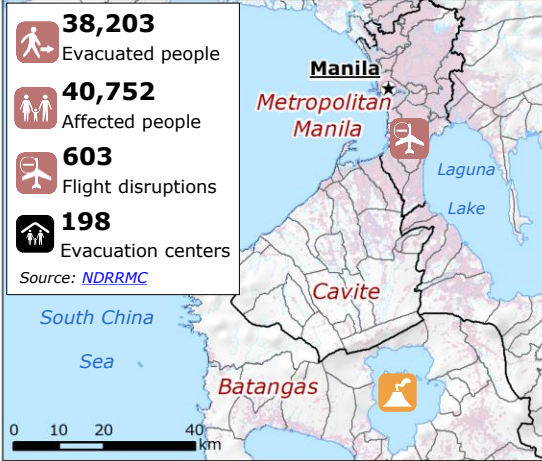 38,203
Evacuated people
40,752
Affected people
603
Flight disruptions
198
Evacuation centers
Source: NDRRMC
Manila
Metropolitan
Manila
Laguna
Lake
Cavite
South China
Sea
Batangas
0 10 20 40
km